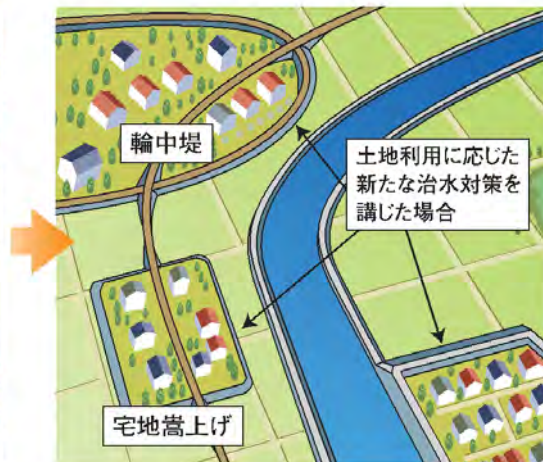 輪中堤
土地利用に応じた
新たな治水対策を
講じた場合
宅地嵩上げ